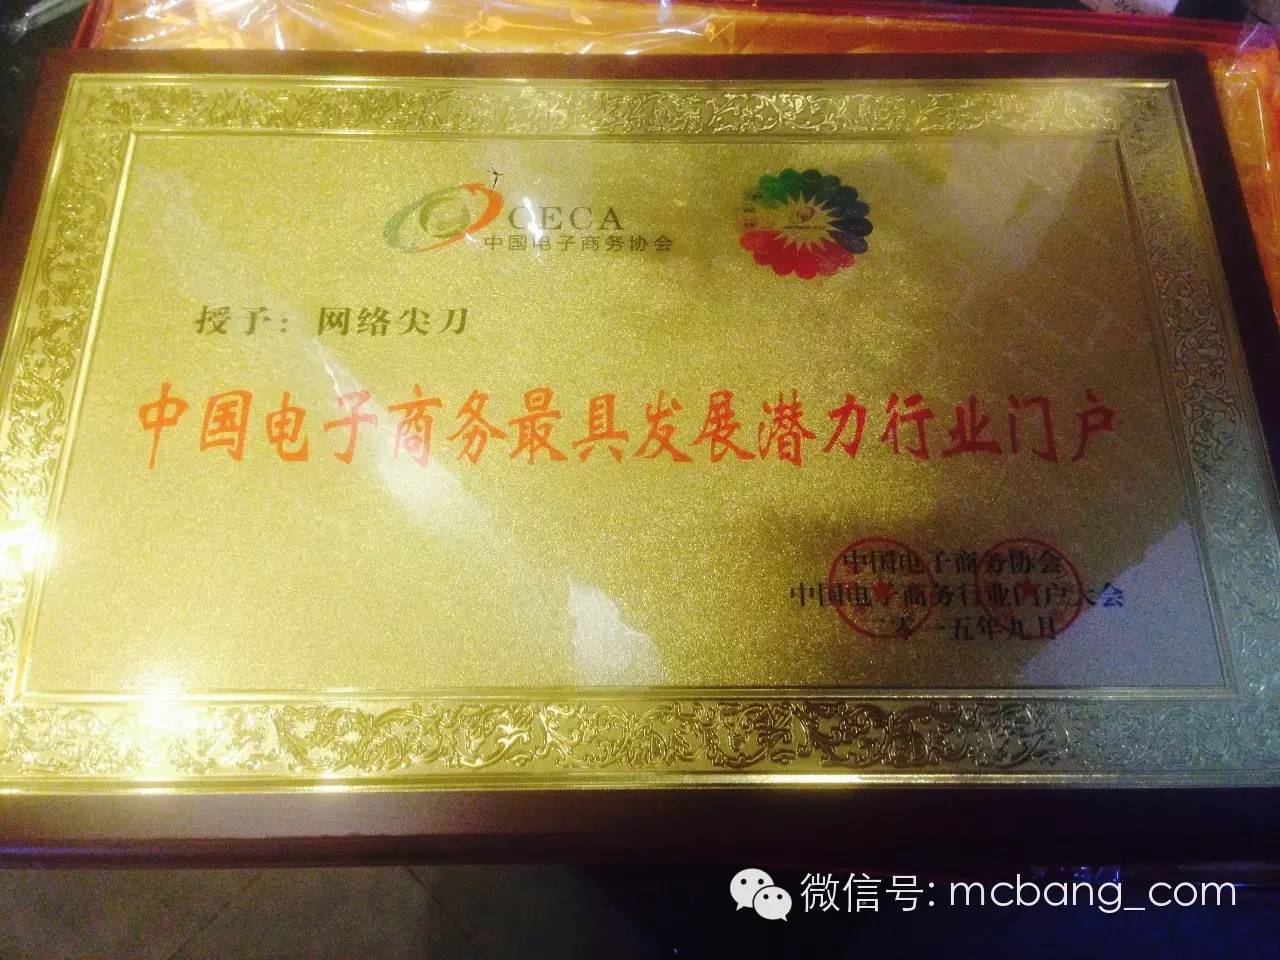 CECA
中国电子商务协会
授予：网络尖刀
中国电子商务最具发展潜力行业门户
中国电子商务协会
中国电子商务行业门户大会
二零一五年九月
微信号: mcbang_com